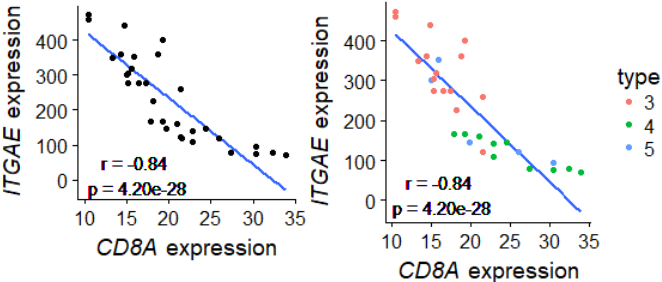 ITGAE expression
400
300
200
100
0
r = -0.84
p = 4.20e-28
10 15 20 25 30 35
CD8A expression
ITGAE expression
400
300
200
100
0
r = -0.84
p = 4.20e-28
10 15 20 25 30 35
CD8A expression
type
3
4
5